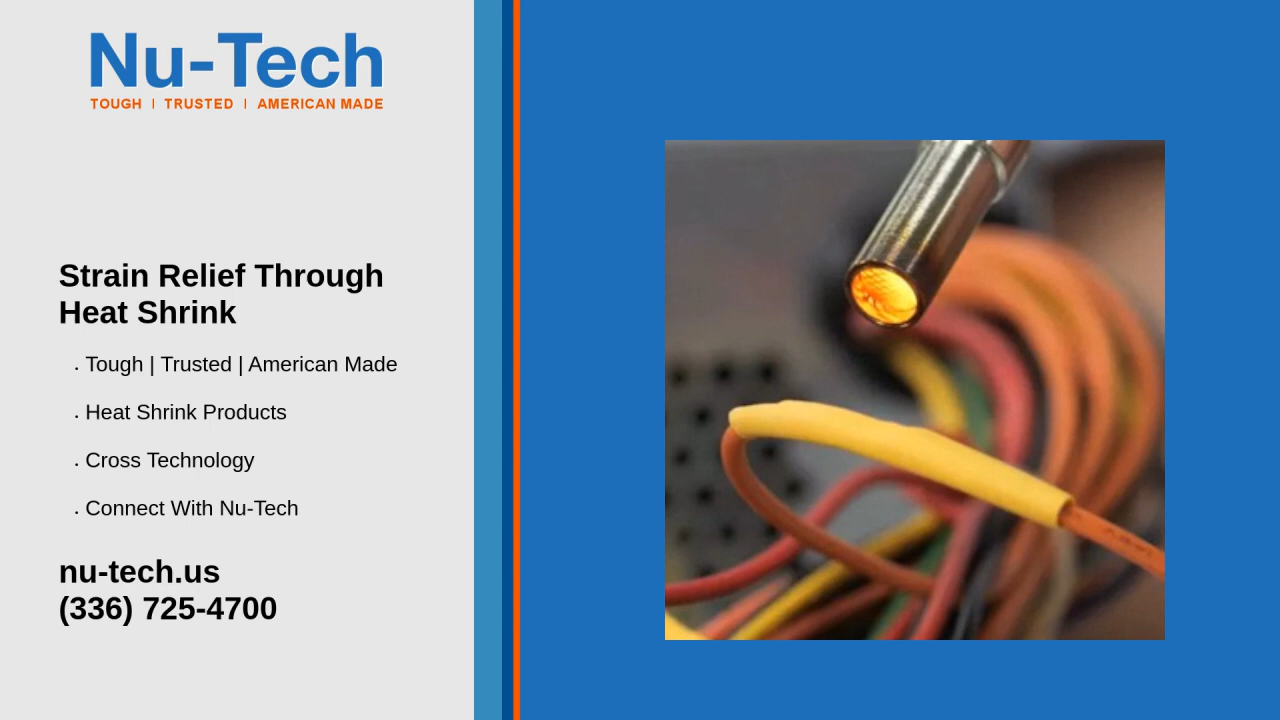 Nu-Tech
TOUGH | TRUSTED | AMERICAN MADE
Strain Relief Through
Heat Shrink
. Tough | Trusted | American Made
. Heat Shrink Products
. Cross Technology
. Connect With Nu-Tech
nu-tech.us
(336) 725-4700